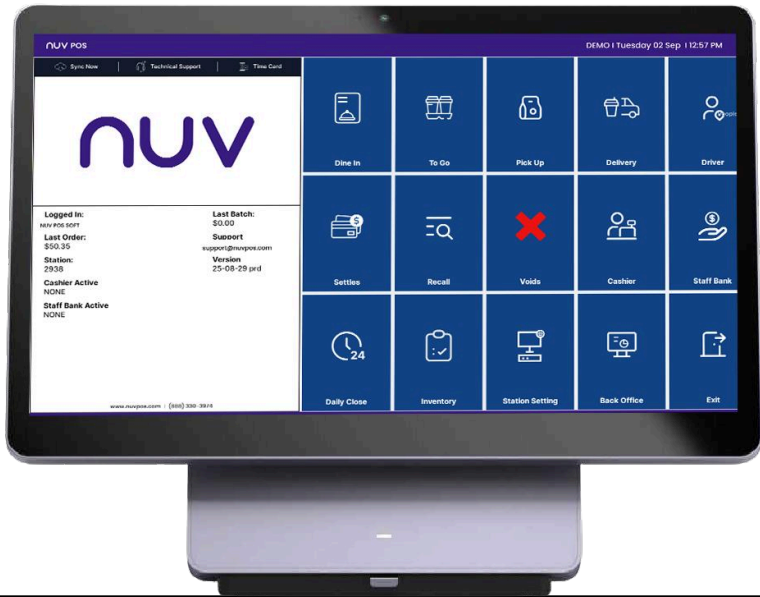 nuv POS
DEMO | Tuesday 02 Sep | 12:57 PM
Sync Now | Technical Support | Time Card
nuv
Logged In:
NUV POS SOFT
Last Order:
$50.35
Station:
2938
Cashier Active
NONE
Staff Bank Active
NONE
Last Batch:
$0.00
Support
support@nuvpos.com
Version
25-08-29 prd
www.nuvpos.com
Dine In
To Go
Pick Up
Delivery
Driver
Settles
Recall
Voids
Cashier
Staff Bank
24
Daily Close
Inventory
Station Setting
Back Office
Exit